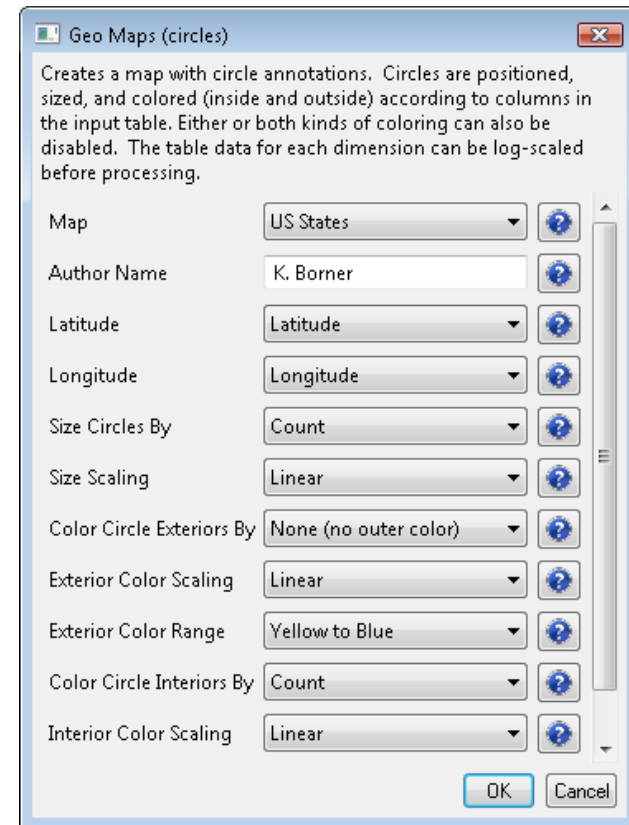 Geo Maps (circles)
Creates a map with circle annotations. Circles are positioned,
sized, and colored (inside and outside) according to columns in
the input table. Either or both kinds of coloring can also be
disabled. The table data for each dimension can be log-scaled
before processing.
Map US States
Author Name K. Borner
Latitude Latitude
Longitude Longitude
Size Circles By Count
Size Scaling Linear
Color Circle Exteriors By None (no outer color)
Exterior Color Scaling Linear
Exterior Color Range Yellow to Blue
Color Circle Interiors By Count
Interior Color Scaling Linear
OK Cancel